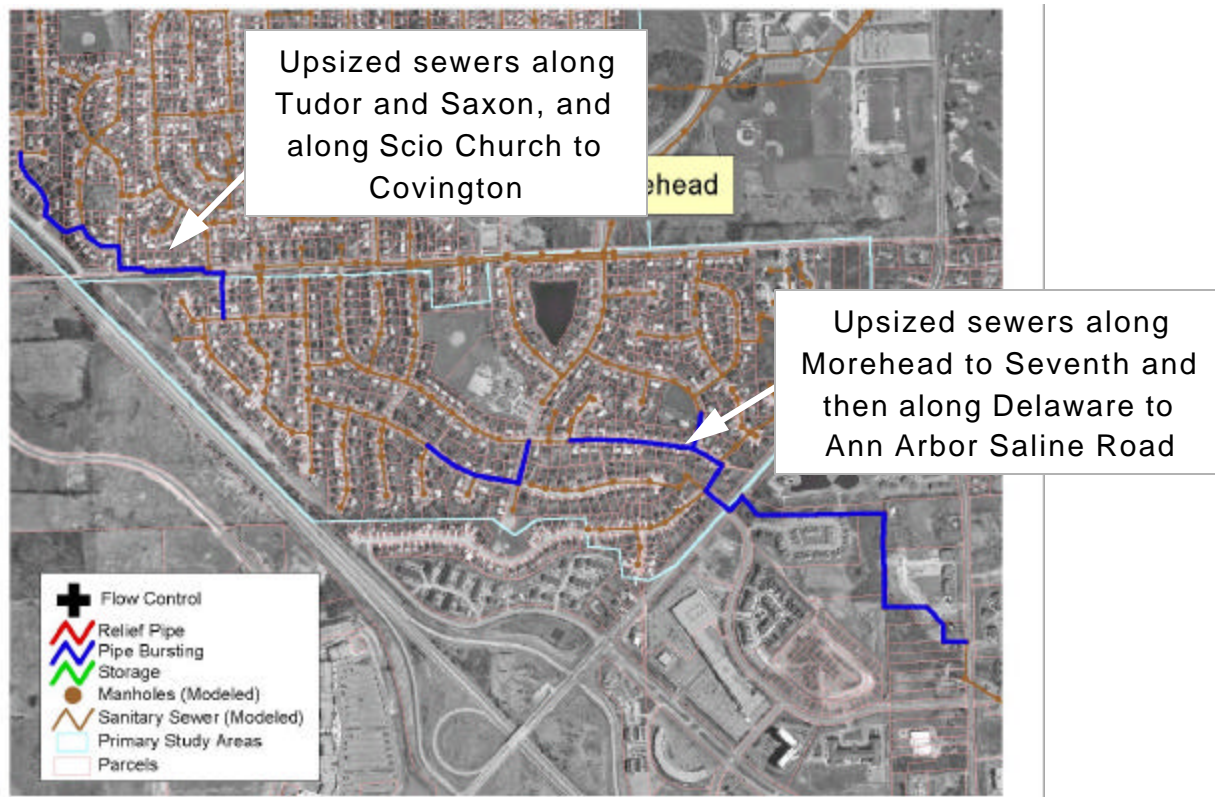 Upsized sewers along
Tudor and Saxon, and
along Scio Church to
Covington
ehead
Upsized sewers along
Morehead to Seventh and
then along Delaware to
Ann Arbor Saline Road
Flow Control
Relief Pipe
Pipe Bursting
Storage
Manholes (Modeled)
Sanitary Sewer (Modeled)
Primary Study Areas
Parcels